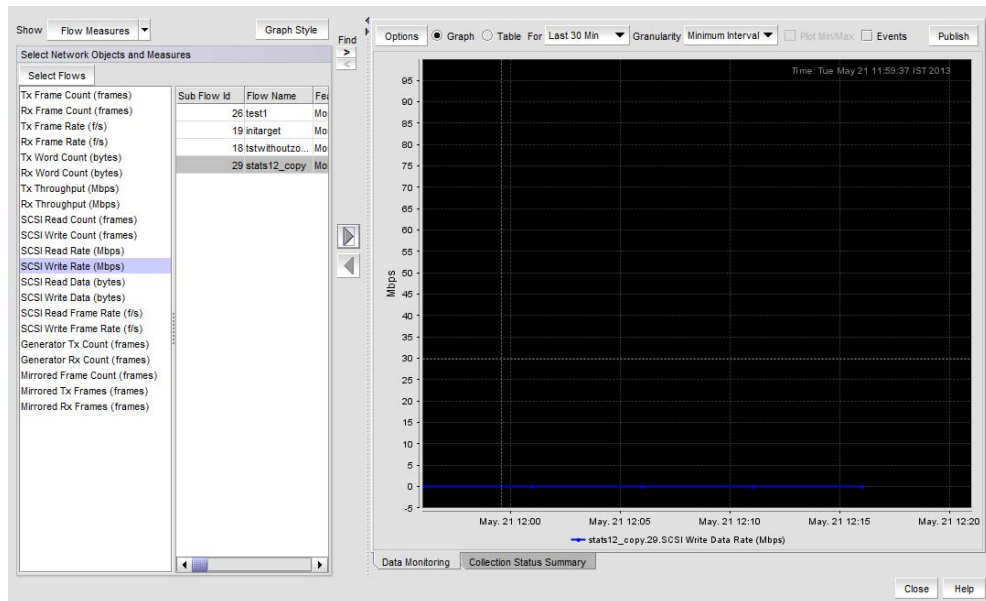 Show Flow Measures Graph Style
Find
>
<
Select Network Objects and Measures
Select Flows
Tx Frame Count (frames)
Rx Frame Count (frames)
Tx Frame Rate (f/s)
Rx Frame Rate (f/s)
Tx Word Count (bytes)
Rx Word Count (bytes)
Tx Throughput (Mbps)
Rx Throughput (Mbps)
SCSI Read Count (frames)
SCSI Write Count (frames)
SCSI Read Rate (Mbps)
SCSI Write Rate (Mbps)
SCSI Read Data (bytes)
SCSI Write Data (bytes)
SCSI Read Frame Rate (f/s)
SCSI Write Frame Rate (f/s)
Generator Tx Count (frames)
Generator Rx Count (frames)
Mirrored Frame Count (frames)
Mirrored Tx Frames (frames)
Mirrored Rx Frames (frames)
Sub Flow Id Flow Name Fea
26 test1 Mo
19 initarget Mo
18 tstwithoutzo... Mo
29 stats12_copy Mo
Options Graph Table For Last 30 Min Granularity Minimum Interval Plot Min/Max Events Publish
Time: Tue May 21 11:59:37 IST 2013
95
90
85
80
75
70
65
60
55
50
45
40
35
30
25
20
15
10
5
0
-5
Mbps
May. 21 12:00 May. 21 12:05 May. 21 12:10 May. 21 12:15 May. 21 12:20
stats12_copy.29.SCSI Write Data Rate (Mbps)
Data Monitoring Collection Status Summary
Close Help